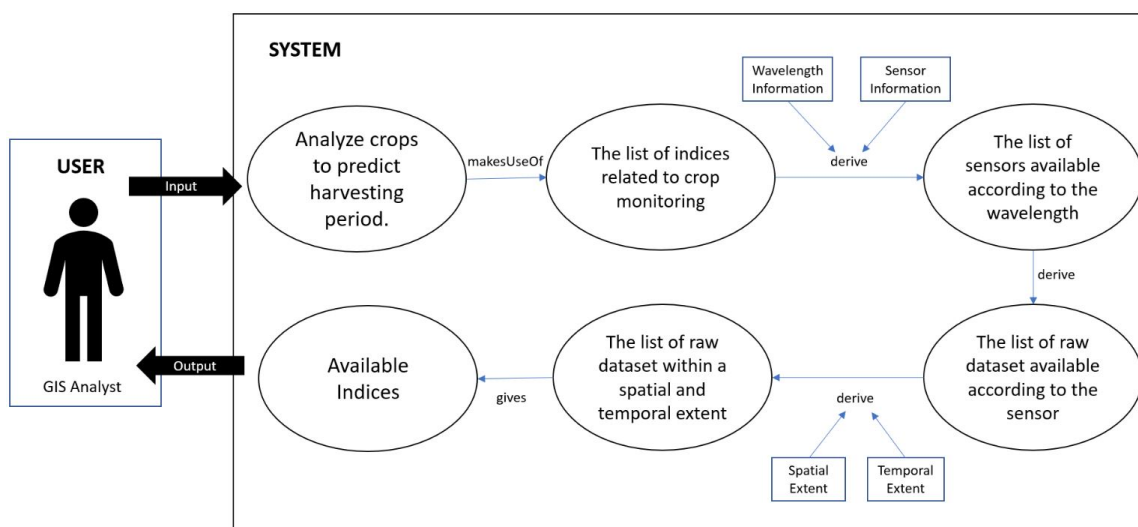 SYSTEM
USER
GIS Analyst
Input
Output
Analyze crops
to predict
harvesting
period.
makesUseOf
The list of indices
related to crop
monitoring
Wavelength
Information
Sensor
Information
derive
The list of
sensors available
according to the
wavelength
derive
The list of raw
dataset available
according to the
sensor
derive
Spatial
Extent
Temporal
Extent
The list of raw
dataset within a
spatial and
temporal extent
gives
Available
Indices